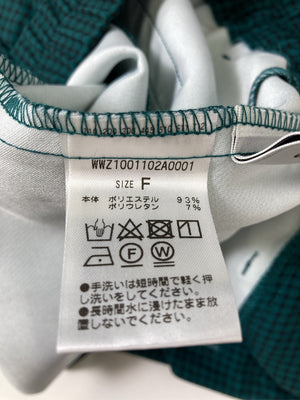 WWZ1001102A0001
SIZE F
本体 ポリエステル 93%
ポリウレタン 7%
F W
●手洗いは短時間で軽く押
し洗いをしてください。
●長時間水に浸けたまま放
置しないでください。